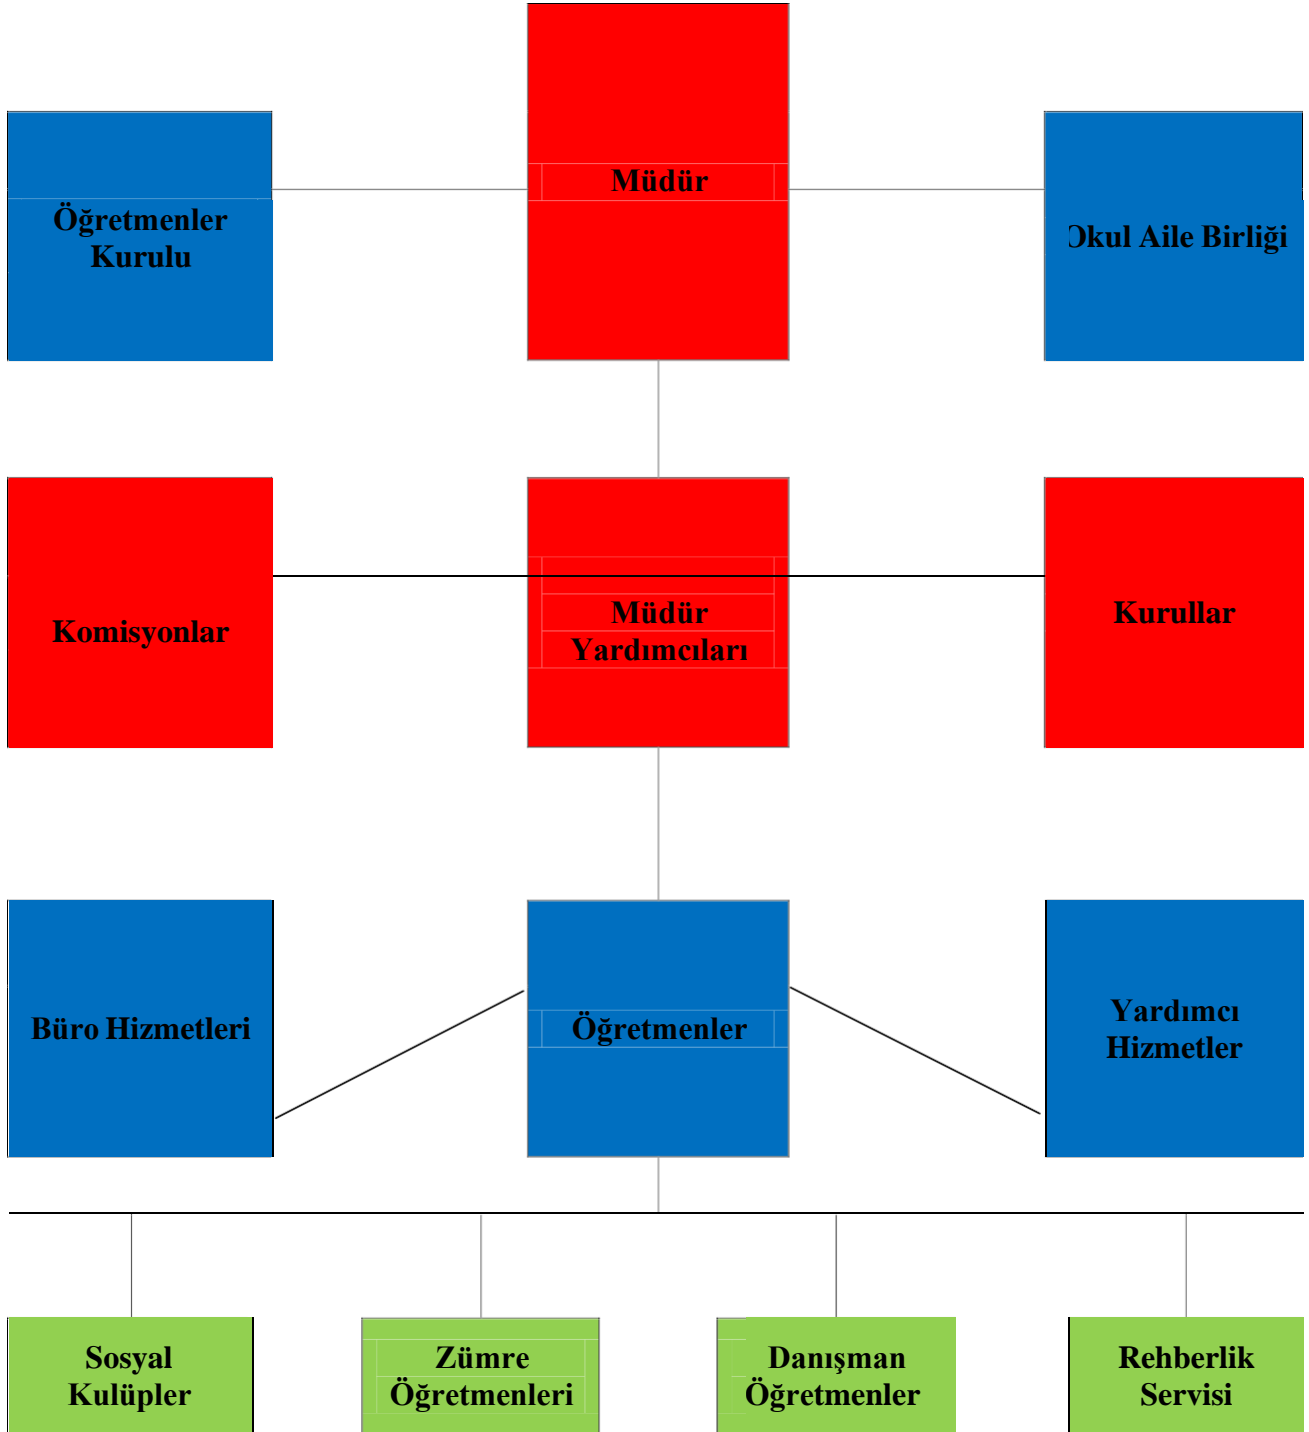 Müdür
Öğretmenler
Kurulu
Okul Aile Birliği
Komisyonlar
Müdür
Yardımcıları
Kurullar
Büro Hizmetleri
Öğretmenler
Yardımcı
Hizmetler
Sosyal
Kulüpler
Zümre
Öğretmenleri
Danışman
Öğretmenler
Rehberlik
Servisi